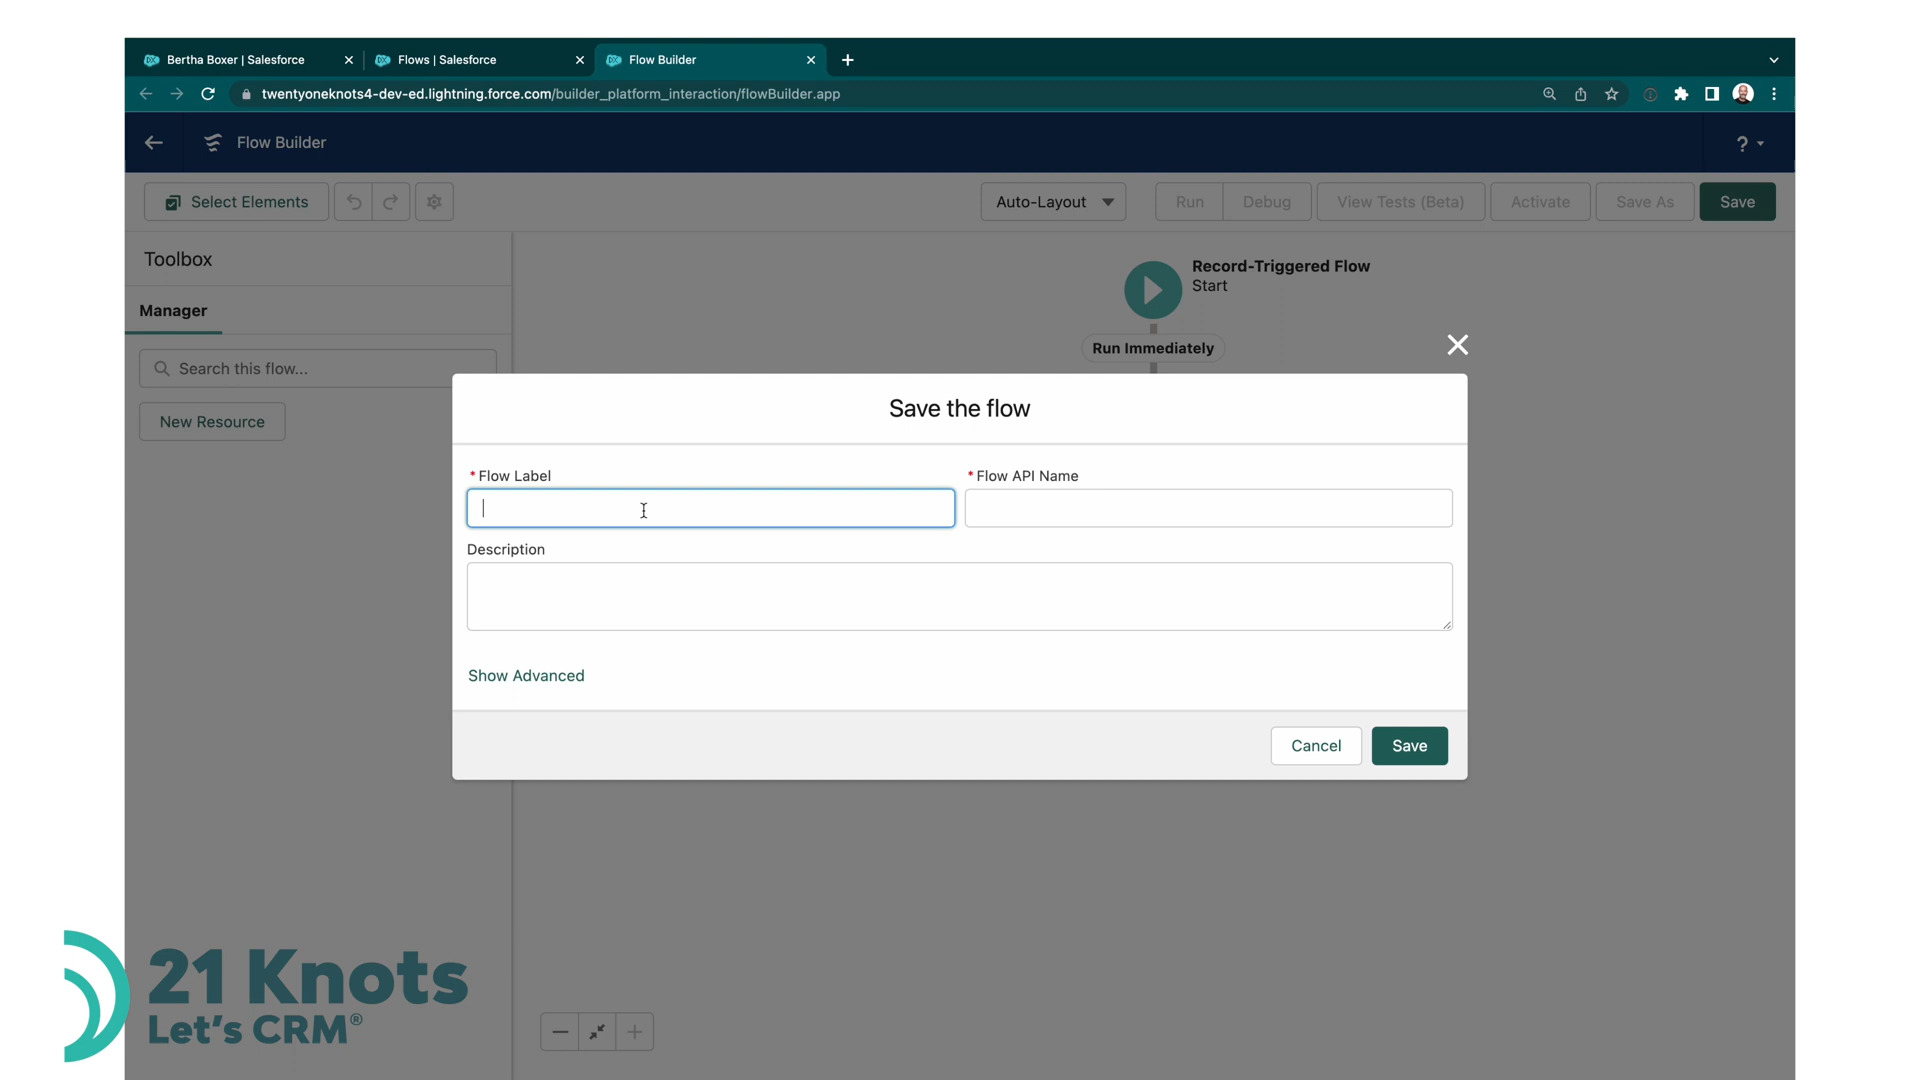 Bertha Boxer | Salesforce
Flows | Salesforce
Flow Builder
twentyoneknots4-dev-ed.lightning.force.com/builder_platform_interaction/flowBuilder.app
Flow Builder
?
Select Elements
Auto-Layout
Run
Debug
View Tests (Beta)
Activate
Save As
Save
Toolbox
Manager
Search this flow...
New Resource
Record-Triggered Flow
Start
Run Immediately
Save the flow
* Flow Label
* Flow API Name
Description
Show Advanced
Cancel
Save
21 Knots
Let's CRM®